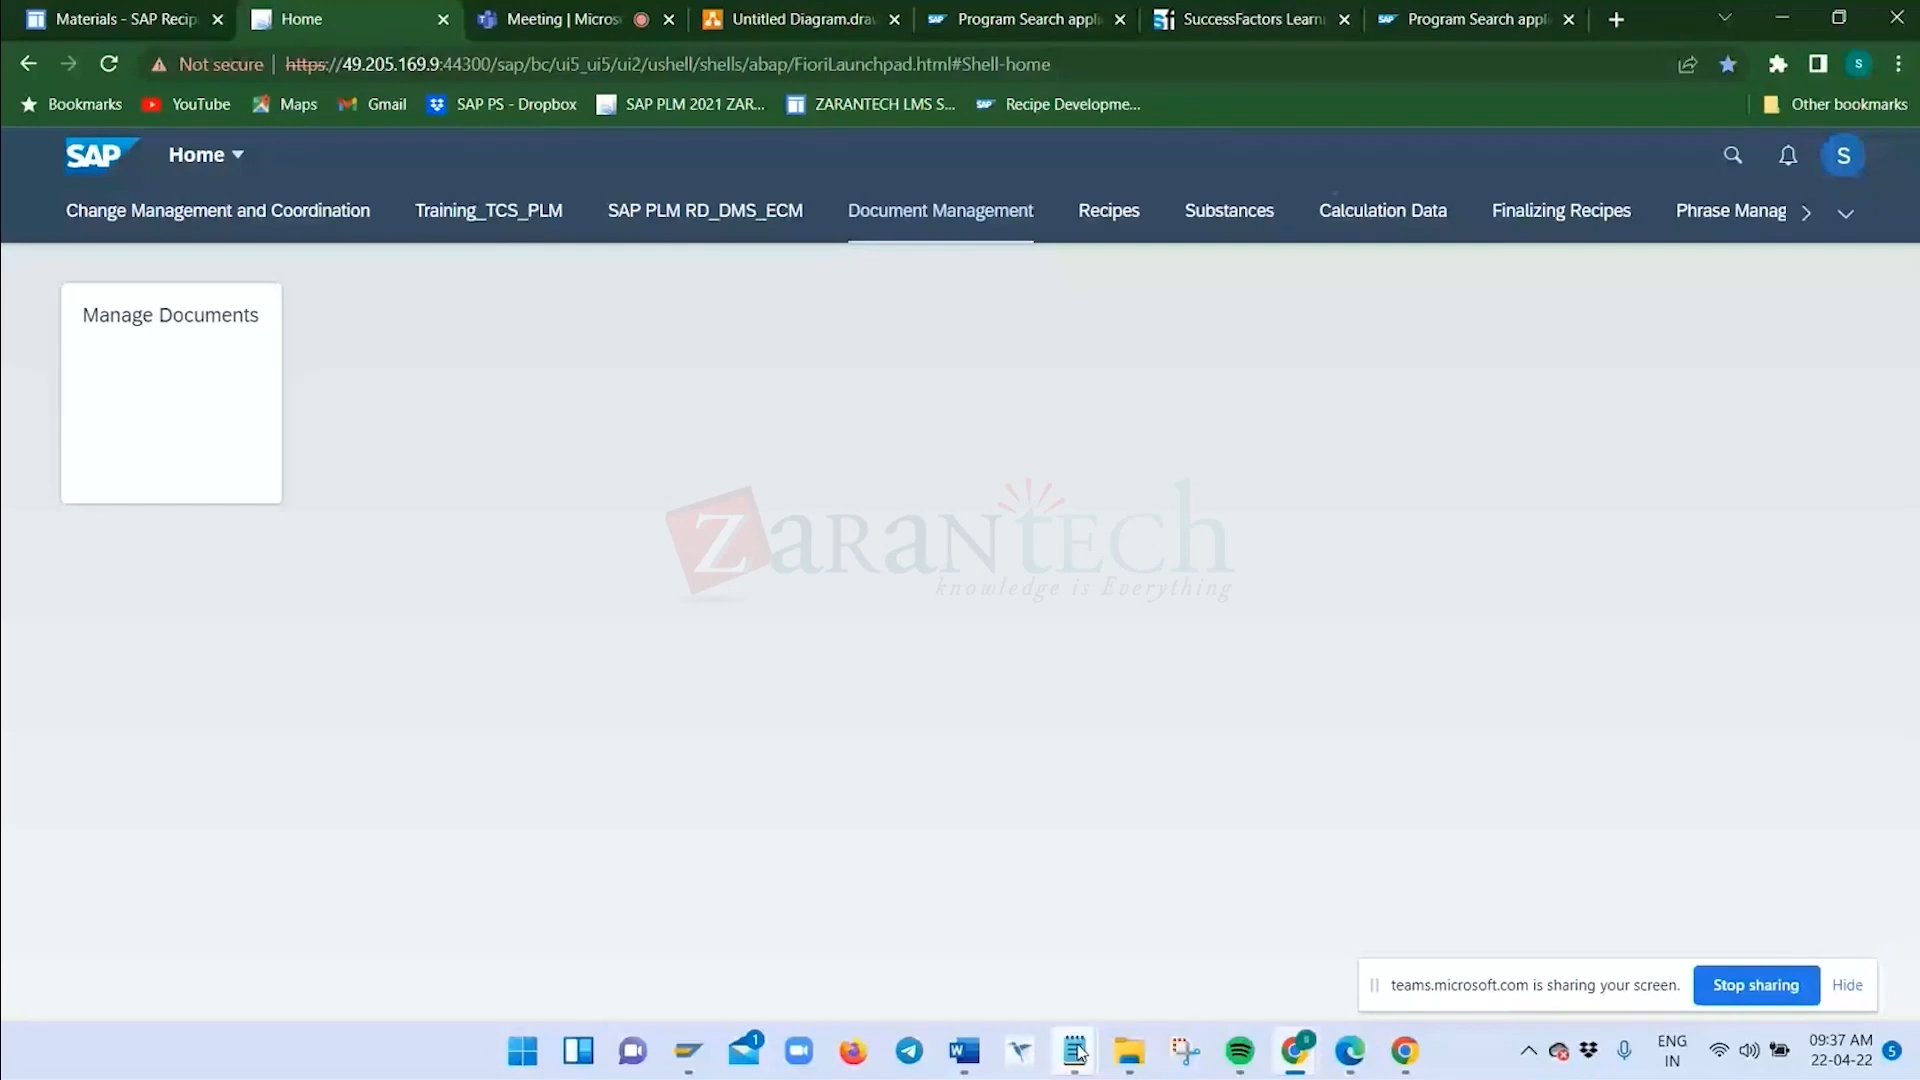 Materials - SAP Recip
Home
Meeting | Micros
Untitled Diagram.dra
Program Search appli
SuccessFactors Learn
Program Search appl
Not secure | https://49.205.169.9:44300/sap/bc/ui5_ui5/ui2/ushell/shells/abap/FioriLaunchpad.html#Shell-home
S
Bookmarks
YouTube
Maps
Gmail
SAP PS - Dropbox
SAP PLM 2021 ZAR...
ZARANTECH LMS S...
SAP
Recipe Developme...
Other bookmarks
SAP
Home
S
Change Management and Coordination
Training_TCS_PLM
SAP PLM RD_DMS_ECM
Document Management
Recipes
Substances
Calculation Data
Finalizing Recipes
Phrase Manag
Manage Documents
ZaranTech
knowledge is Everything
teams.microsoft.com is sharing your screen.
Stop sharing
Hide
1
ENG
IN
09:37 AM
22-04-22
5